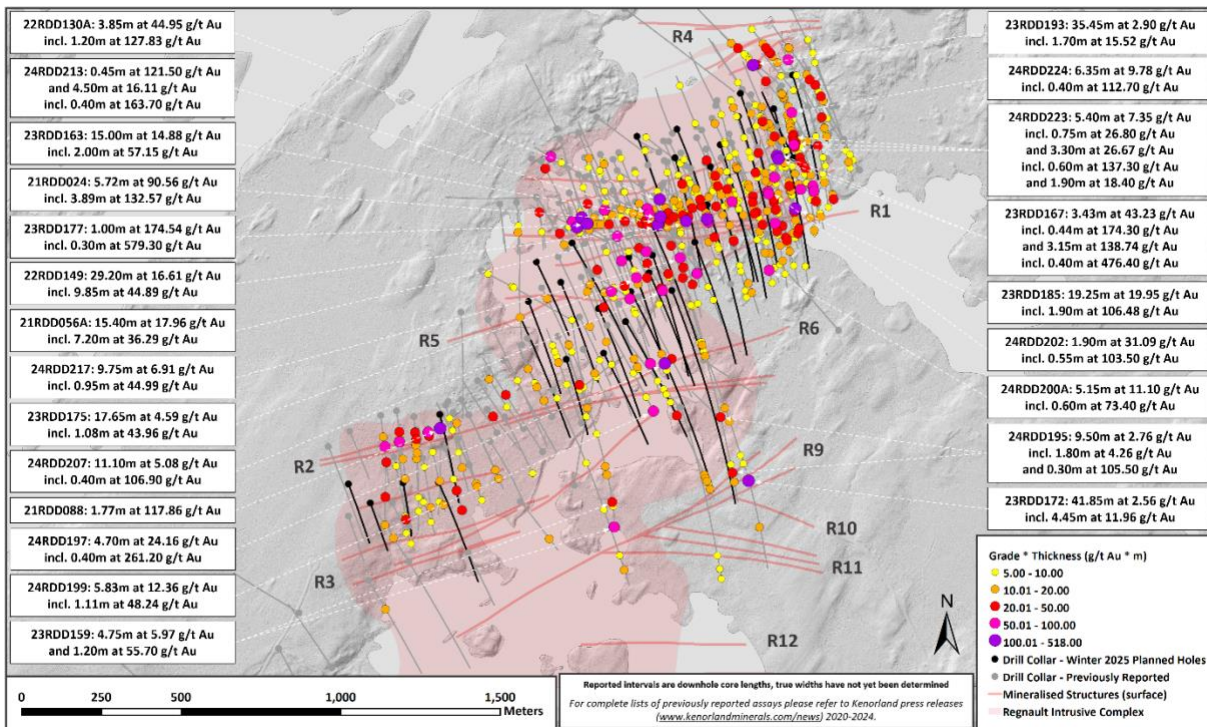 22RDD130A: 3.85m at 44.95 g/t Au
incl. 1.20m at 127.83 g/t Au
24RDD213: 0.45m at 121.50 g/t Au
and 4.50m at 16.11 g/t Au
incl. 0.40m at 163.70 g/t Au
23RDD163: 15.00m at 14.88 g/t Au
incl. 2.00m at 57.15 g/t Au
21RDD024: 5.72m at 90.56 g/t Au
incl. 3.89m at 132.57 g/t Au
23RDD177: 1.00m at 174.54 g/t Au
incl. 0.30m at 579.30 g/t Au
22RDD149: 29.20m at 16.61 g/t Au
incl. 9.85m at 44.89 g/t Au
21RDD056A: 15.40m at 17.96 g/t Au
incl. 7.20m at 36.29 g/t Au
24RDD217: 9.75m at 6.91 g/t Au
incl. 0.95m at 44.99 g/t Au
23RDD175: 17.65m at 4.59 g/t Au
incl. 1.08m at 43.96 g/t Au
24RDD207: 11.10m at 5.08 g/t Au
incl. 0.40m at 106.90 g/t Au
21RDD088: 1.77m at 117.86 g/t Au
24RDD197: 4.70m at 24.16 g/t Au
incl. 0.40m at 261.20 g/t Au
24RDD199: 5.83m at 12.36 g/t Au
incl. 1.11m at 48.24 g/t Au
23RDD159: 4.75m at 5.97 g/t Au
and 1.20m at 55.70 g/t Au
R4
R1
R5
R6
R2
R9
R3
R10
R11
R12
23RDD193: 35.45m at 2.90 g/t Au
incl. 1.70m at 15.52 g/t Au
24RDD224: 6.35m at 9.78 g/t Au
incl. 0.40m at 112.70 g/t Au
24RDD223: 5.40m at 7.35 g/t Au
incl. 0.75m at 26.80 g/t Au
and 3.30m at 26.67 g/t Au
incl. 0.60m at 137.30 g/t Au
and 1.90m at 18.40 g/t Au
23RDD167: 3.43m at 43.23 g/t Au
incl. 0.44m at 174.30 g/t Au
and 3.15m at 138.74 g/t Au
incl. 0.40m at 476.40 g/t Au
23RDD185: 19.25m at 19.95 g/t Au
incl. 1.90m at 106.48 g/t Au
24RDD202: 1.90m at 31.09 g/t Au
incl. 0.55m at 103.50 g/t Au
24RDD200A: 5.15m at 11.10 g/t Au
incl. 0.60m at 73.40 g/t Au
24RDD195: 9.50m at 2.76 g/t Au
incl. 1.80m at 4.26 g/t Au
and 0.30m at 105.50 g/t Au
23RDD172: 41.85m at 2.56 g/t Au
incl. 4.45m at 11.96 g/t Au
N
Grade * Thickness (g/t Au * m)
5.00 - 10.00
10.01 - 20.00
20.01 - 50.00
50.01 - 100.00
100.01 - 518.00
Drill Collar - Winter 2025 Planned Holes
Drill Collar - Previously Reported
Mineralised Structures (surface)
Regnault Intrusive Complex
0 250 500 1,000 1,500
Meters
Reported intervals are downhole core lengths, true widths have not yet been determined
For complete lists of previously reported assays please refer to Kenorland press releases
(www.kenorlandminerals.com/news) 2020-2024.